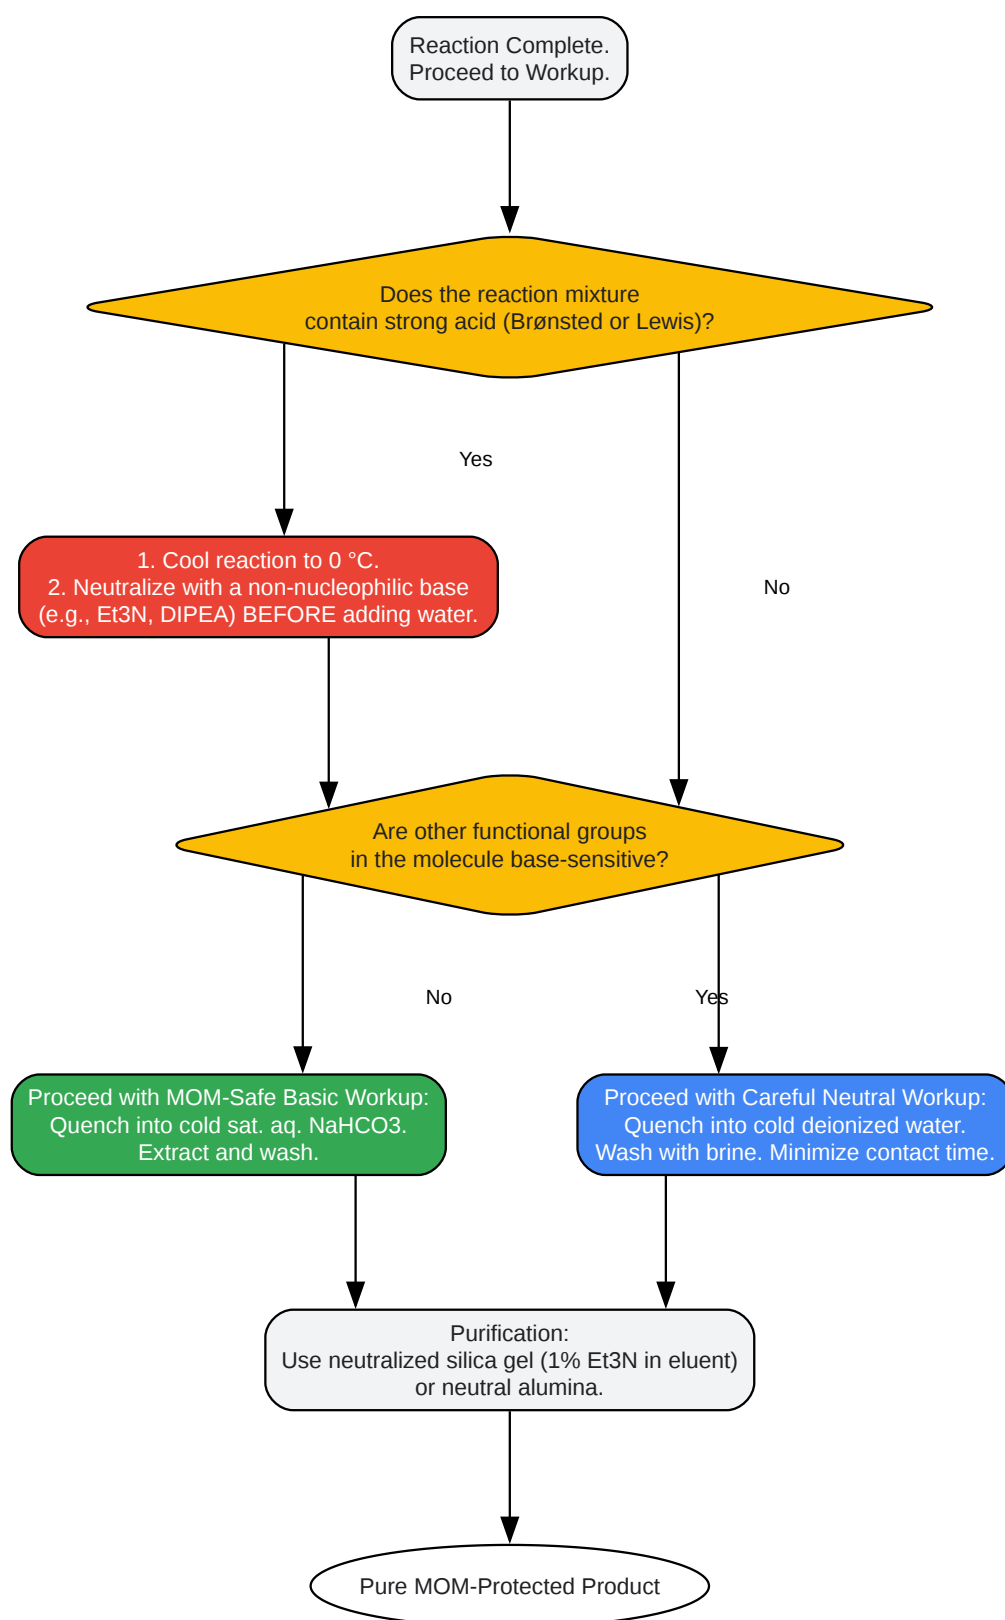 Reaction Complete.
Proceed to Workup.
Does the reaction mixture
contain strong acid (Brønsted or Lewis)?
Yes
1. Cool reaction to 0 °C.
2. Neutralize with a non-nucleophilic base
(e.g., Et3N, DIPEA) BEFORE adding water.
No
Are other functional groups
in the molecule base-sensitive?
No
Yes
Proceed with MOM-Safe Basic Workup:
Quench into cold sat. aq. NaHCO3.
Extract and wash.
Proceed with Careful Neutral Workup:
Quench into cold deionized water.
Wash with brine. Minimize contact time.
Purification:
Use neutralized silica gel (1% Et3N in eluent)
or neutral alumina.
Pure MOM-Protected Product